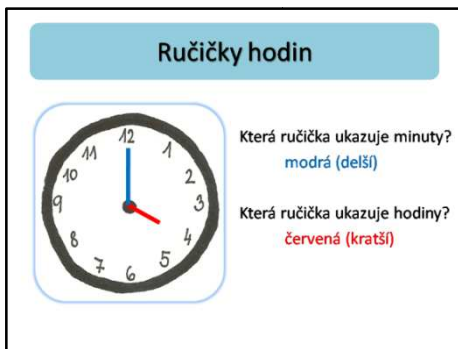 Ručičky hodin
12
11
1
10
2
9
3
8
4
7
5
6
Která ručička ukazuje minuty?
modrá (delší)
Která ručička ukazuje hodiny?
červená (kratší)